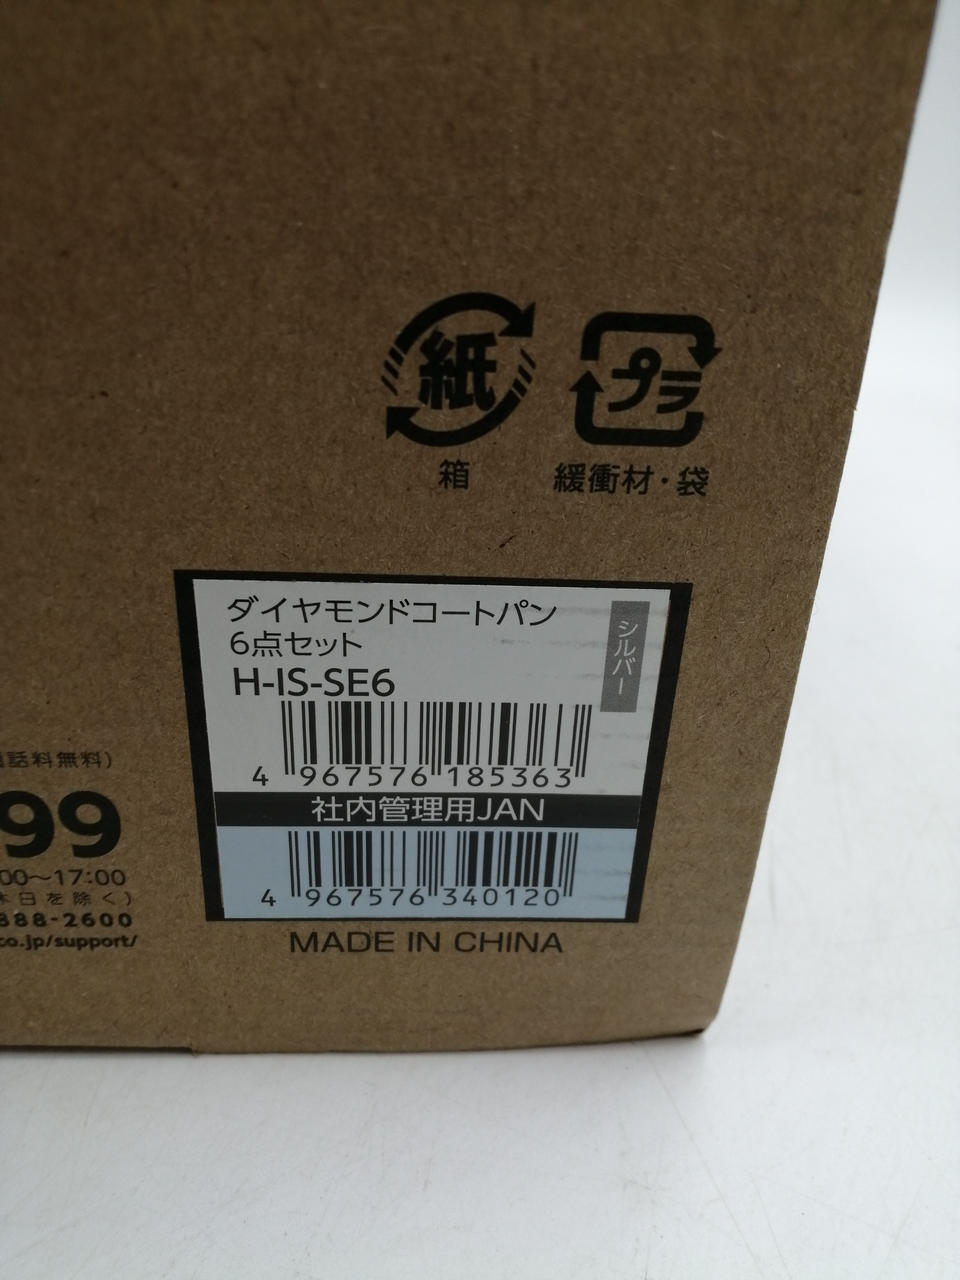 紙
プラ
箱
緩衝材・袋
ダイヤモンドコートパン
6点セット
H-IS-SE6
シルバー
4 967576 185363
社内管理用JAN
4 967576 340120
MADE IN CHINA
話料無料)
99
00～17:00
休日を除く)
888-2600
co.jp/support/